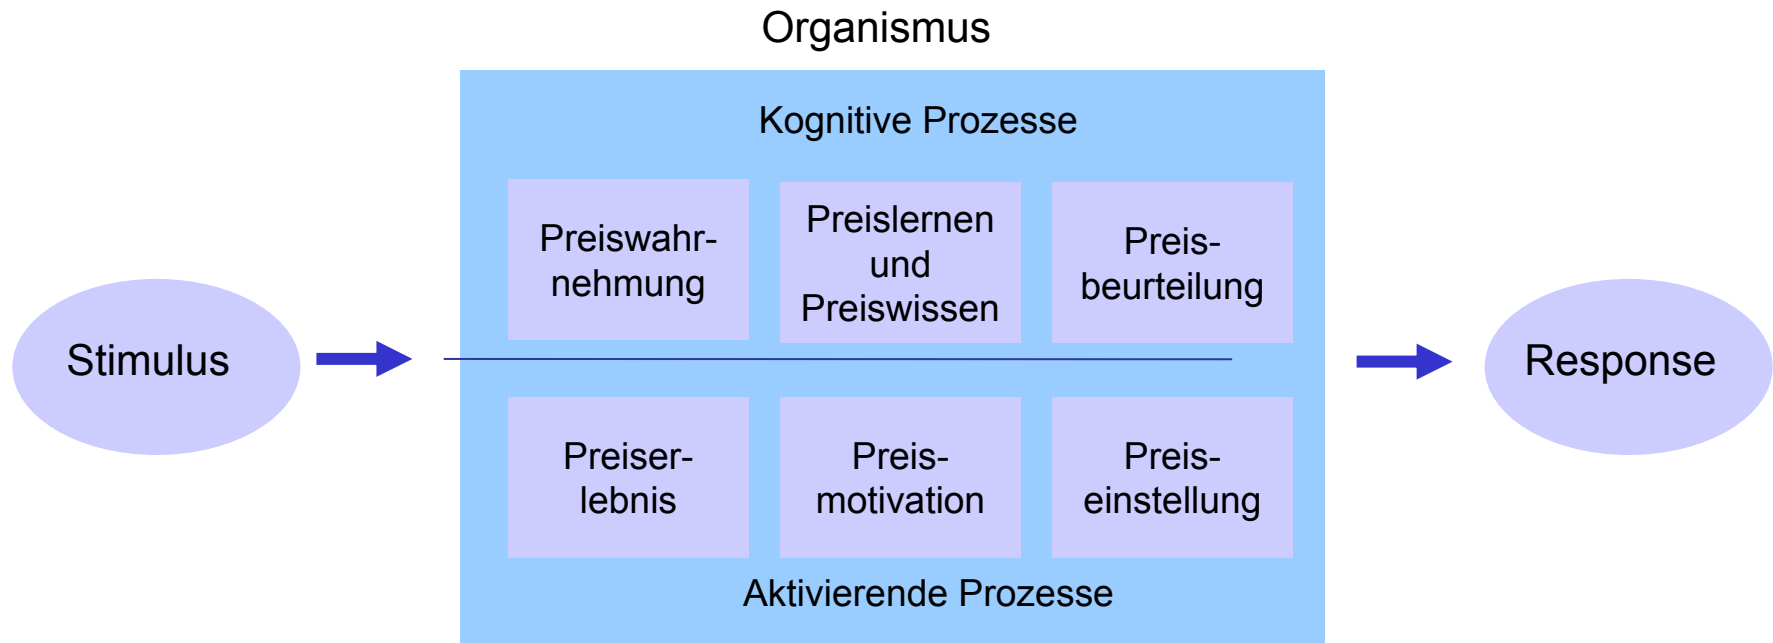 Organismus
Kognitive Prozesse
Preiswahr-
nehmung
Preislernen
und
Preiswissen
Preis-
beurteilung
Stimulus
Response
Preiser-
lebnis
Preis-
motivation
Preis-
einstellung
Aktivierende Prozesse